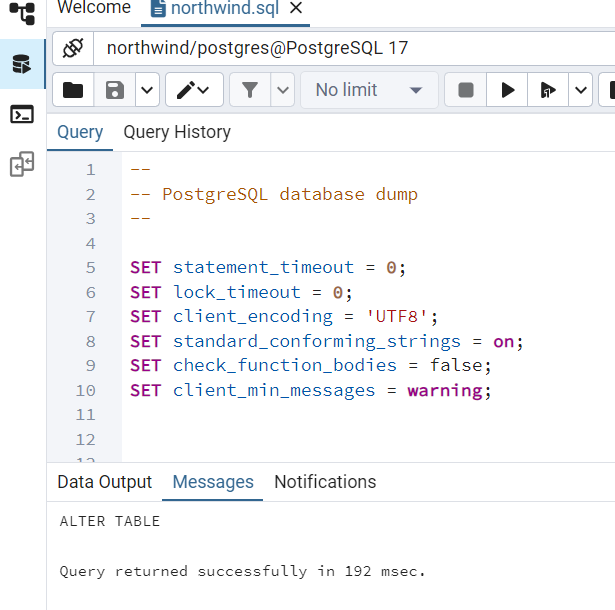 Welcome
northwind.sql
northwind/postgres@PostgreSQL 17
No limit
Query
Query History
1 --
2 -- PostgreSQL database dump
3 --
4
5 SET statement_timeout = 0;
6 SET lock_timeout = 0;
7 SET client_encoding = 'UTF8';
8 SET standard_conforming_strings = on;
9 SET check_function_bodies = false;
10 SET client_min_messages = warning;
11
12
Data Output
Messages
Notifications
ALTER TABLE
Query returned successfully in 192 msec.